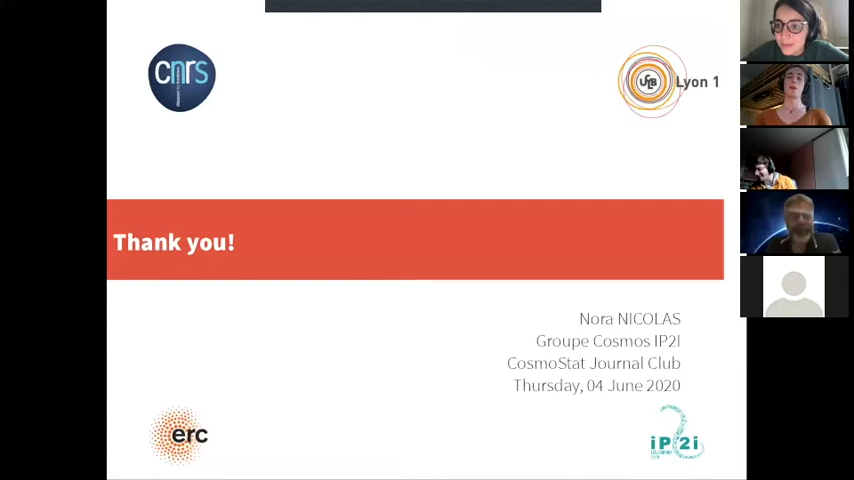 cnrs
UCB
Lyon 1
Thank you!
Nora NICOLAS
Groupe Cosmos IP2I
CosmoStat Journal Club
Thursday, 04 June 2020
erc
iP2i